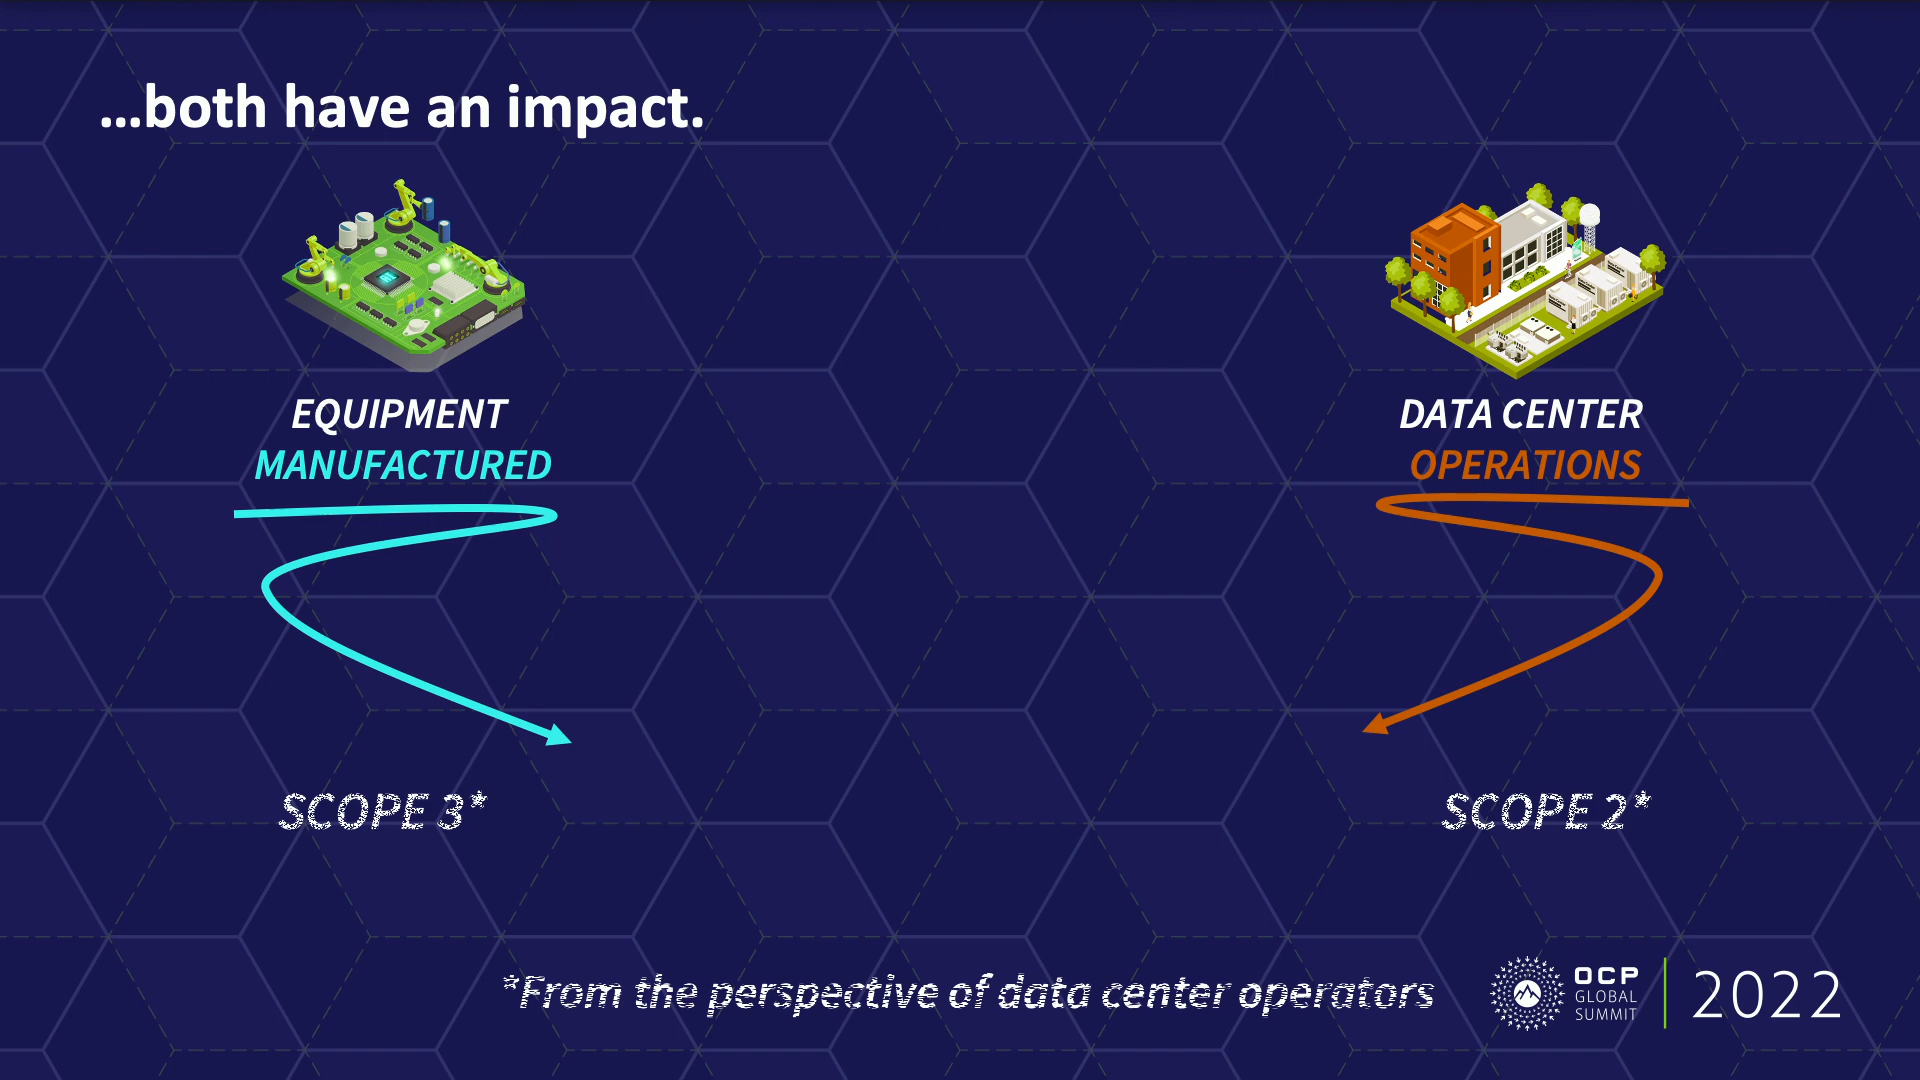 ...both have an impact.
EQUIPMENT
MANUFACTURED
DATA CENTER
OPERATIONS
SCOPE 3*
SCOPE 2*
*From the perspective of data center operators
OCP
GLOBAL
SUMMIT
2022